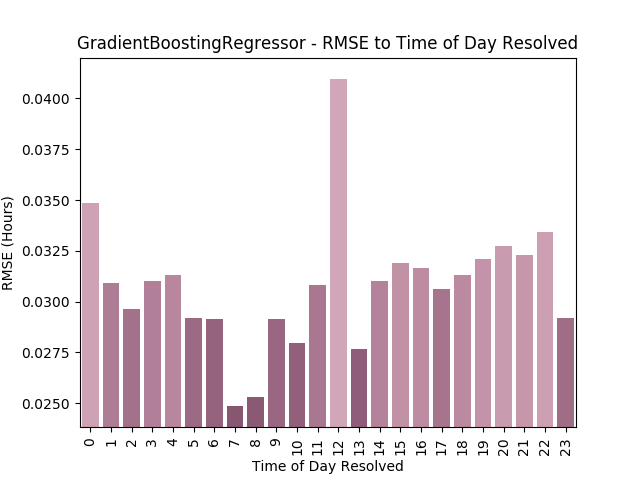 GradientBoostingRegressor - RMSE to Time of Day Resolved
RMSE (Hours)
0.0400
0.0375
0.0350
0.0325
0.0300
0.0275
0.0250
0 1 2 3 4 5 6 7 8 9 10 11 12 13 14 15 16 17 18 19 20 21 22 23
Time of Day Resolved